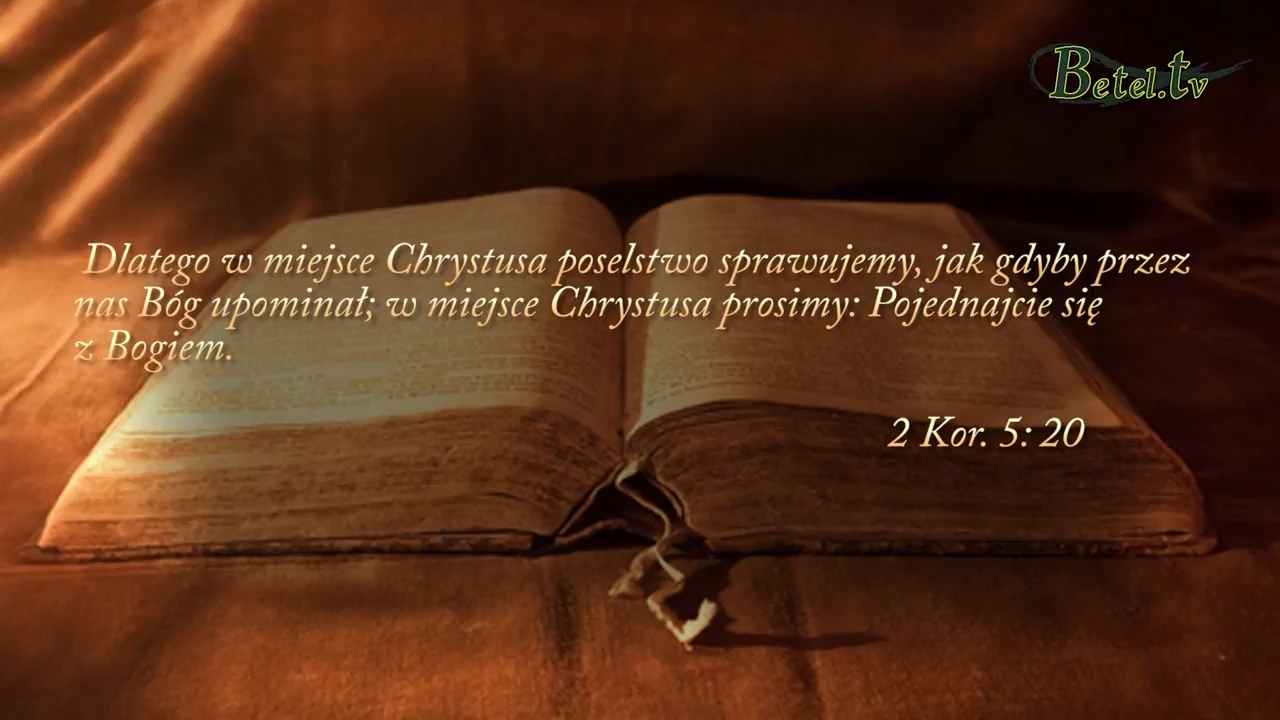 Betel.tv
Dlatego w miejsce Chrystusa poselstwo sprawujemy, jak gdyby przez
nas Bóg upominał; w miejsce Chrystusa prosimy: Pojednajcie się
z Bogiem.
2 Kor. 5: 20